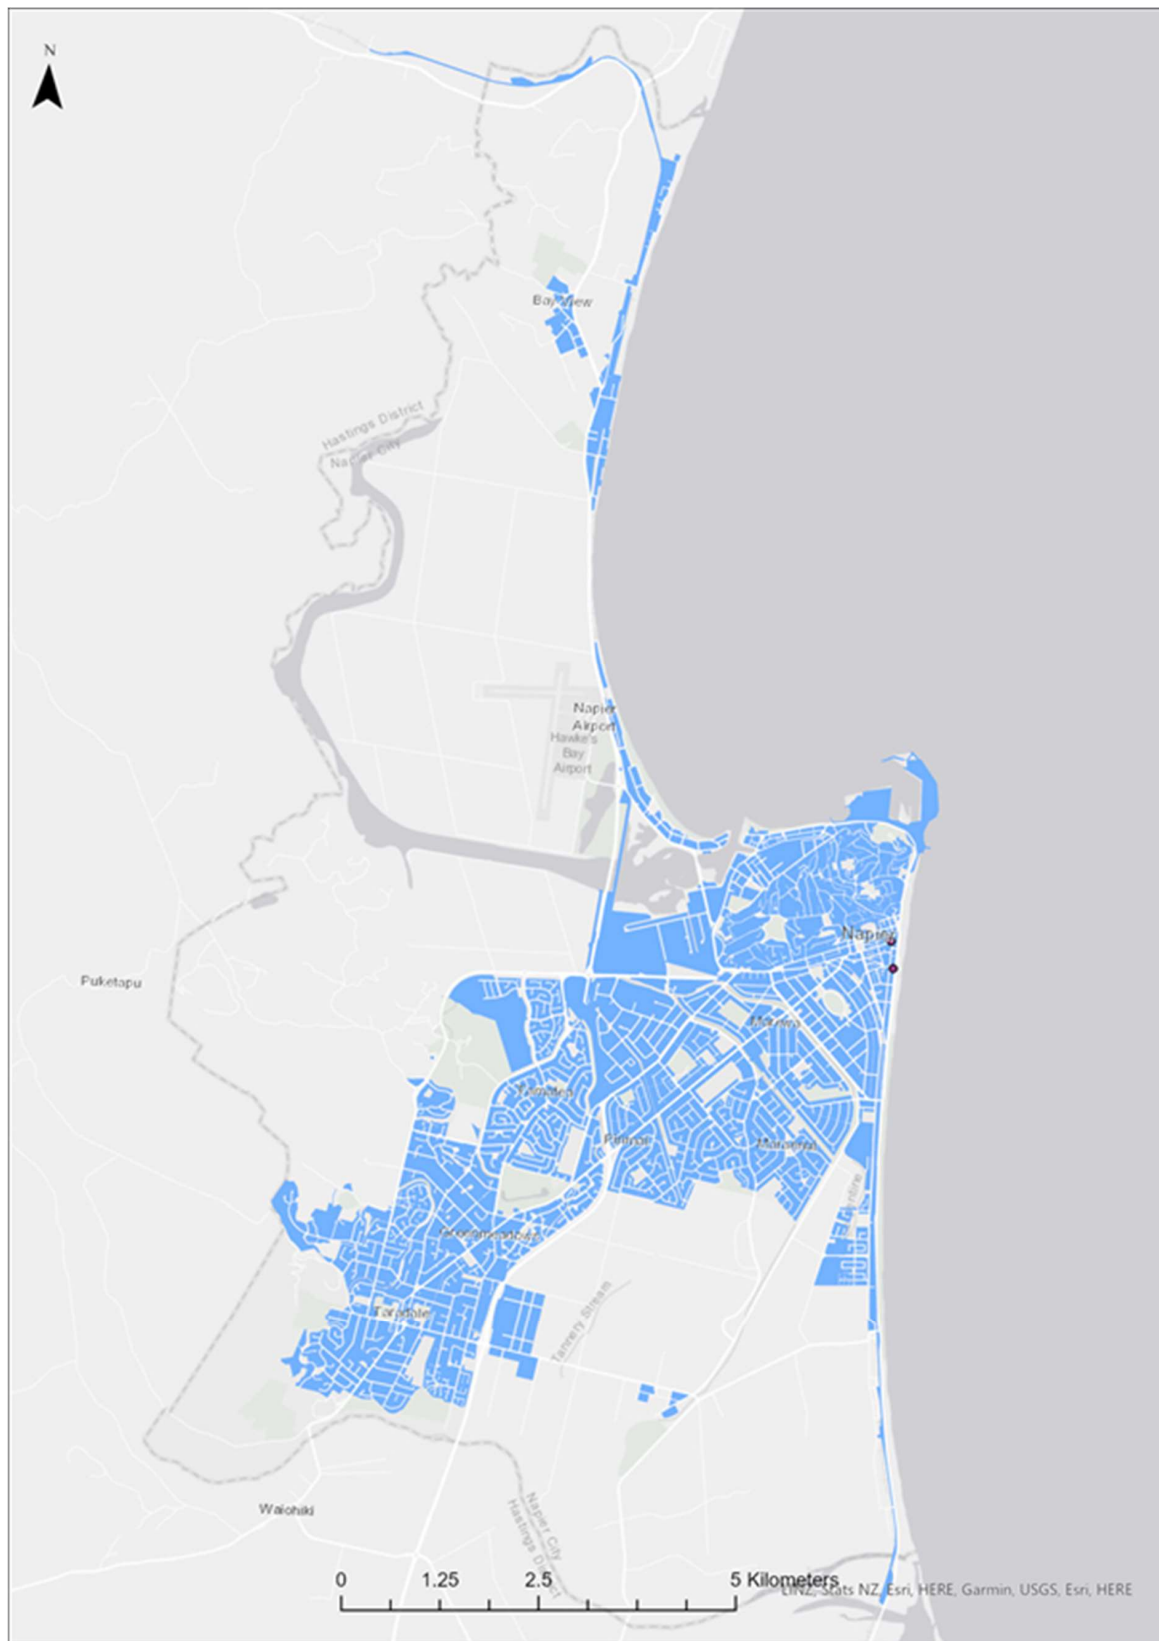 N
Bay View
Hastings District
Napier City
Napier
Airport
Hawke's
Bay
Airport
Napier
Puketapu
Marewa
Tamatea
Pirimai
Maraenui
Greenmeadows
Taradale
Tannery Stream
Waiohiki
Napier City
Hastings District
0 1.25 2.5 5 Kilometers
LINZ, Stats NZ, Esri, HERE, Garmin, USGS, Esri, HERE